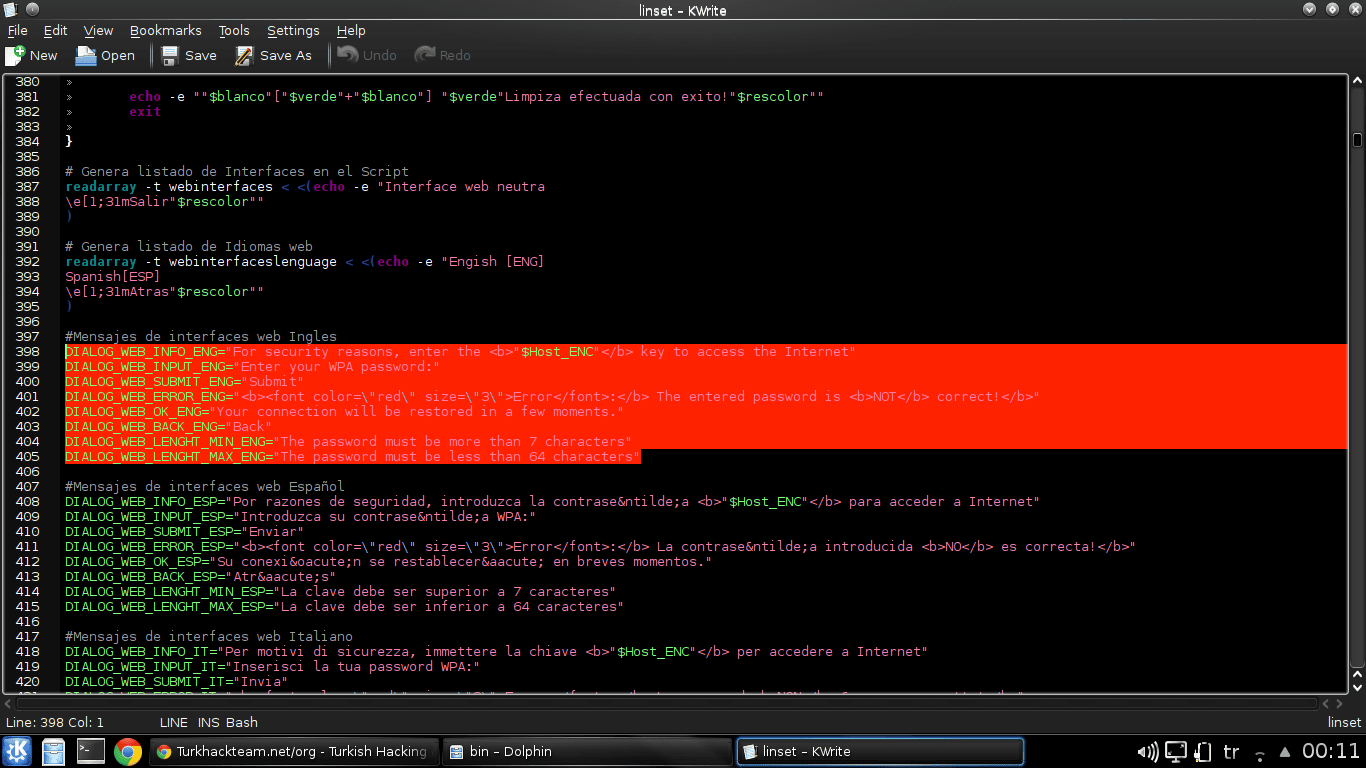 linset – KWrite
File Edit View Bookmarks Tools Settings Help
New Open Save Save As Undo Redo
380 »
381 » echo -e ""$blanco"["$verde"+"$blanco"] "$verde"Limpiza efectuada con exito!"$rescolor""
382 » exit
383 »
384 }
385
386 # Genera listado de Interfaces en el Script
387 readarray -t webinterfaces < <(echo -e "Interface web neutra
388 \e[1;31mSalir"$rescolor""
389 )
390
391 # Genera listado de Idiomas web
392 readarray -t webinterfaceslenguage < <(echo -e "Engish [ENG]
393 Spanish[ESP]
394 \e[1;31mAtras"$rescolor""
395 )
396
397 #Mensajes de interfaces web Ingles
398 DIALOG_WEB_INFO_ENG="For security reasons, enter the <b>"$Host_ENC"</b> key to access the Internet"
399 DIALOG_WEB_INPUT_ENG="Enter your WPA password:"
400 DIALOG_WEB_SUBMIT_ENG="Submit"
401 DIALOG_WEB_ERROR_ENG="<b><font color=\"red\" size=\"3\">Error</font>:</b> The entered password is <b>NOT</b> correct!</b>"
402 DIALOG_WEB_OK_ENG="Your connection will be restored in a few moments."
403 DIALOG_WEB_BACK_ENG="Back"
404 DIALOG_WEB_LENGHT_MIN_ENG="The password must be more than 7 characters"
405 DIALOG_WEB_LENGHT_MAX_ENG="The password must be less than 64 characters"
406
407 #Mensajes de interfaces web Español
408 DIALOG_WEB_INFO_ESP="Por razones de seguridad, introduzca la contrase&ntilde;a <b>"$Host_ENC"</b> para acceder a Internet"
409 DIALOG_WEB_INPUT_ESP="Introduzca su contrase&ntilde;a WPA:"
410 DIALOG_WEB_SUBMIT_ESP="Enviar"
411 DIALOG_WEB_ERROR_ESP="<b><font color=\"red\" size=\"3\">Error</font>:</b> La contrase&ntilde;a introducida <b>NO</b> es correcta!</b>"
412 DIALOG_WEB_OK_ESP="Su conexi&oacute;n se restablecer&aacute; en breves momentos."
413 DIALOG_WEB_BACK_ESP="Atr&aacute;s"
414 DIALOG_WEB_LENGHT_MIN_ESP="La clave debe ser superior a 7 caracteres"
415 DIALOG_WEB_LENGHT_MAX_ESP="La clave debe ser inferior a 64 caracteres"
416
417 #Mensajes de interfaces web Italiano
418 DIALOG_WEB_INFO_IT="Per motivi di sicurezza, immettere la chiave <b>"$Host_ENC"</b> per accedere a Internet"
419 DIALOG_WEB_INPUT_IT="Inserisci la tua password WPA:"
420 DIALOG_WEB_SUBMIT_IT="Invia"
Line: 398 Col: 1 LINE INS Bash linset
Turkhackteam.net/org - Turkish Hacking bin – Dolphin linset – KWrite tr 00:11